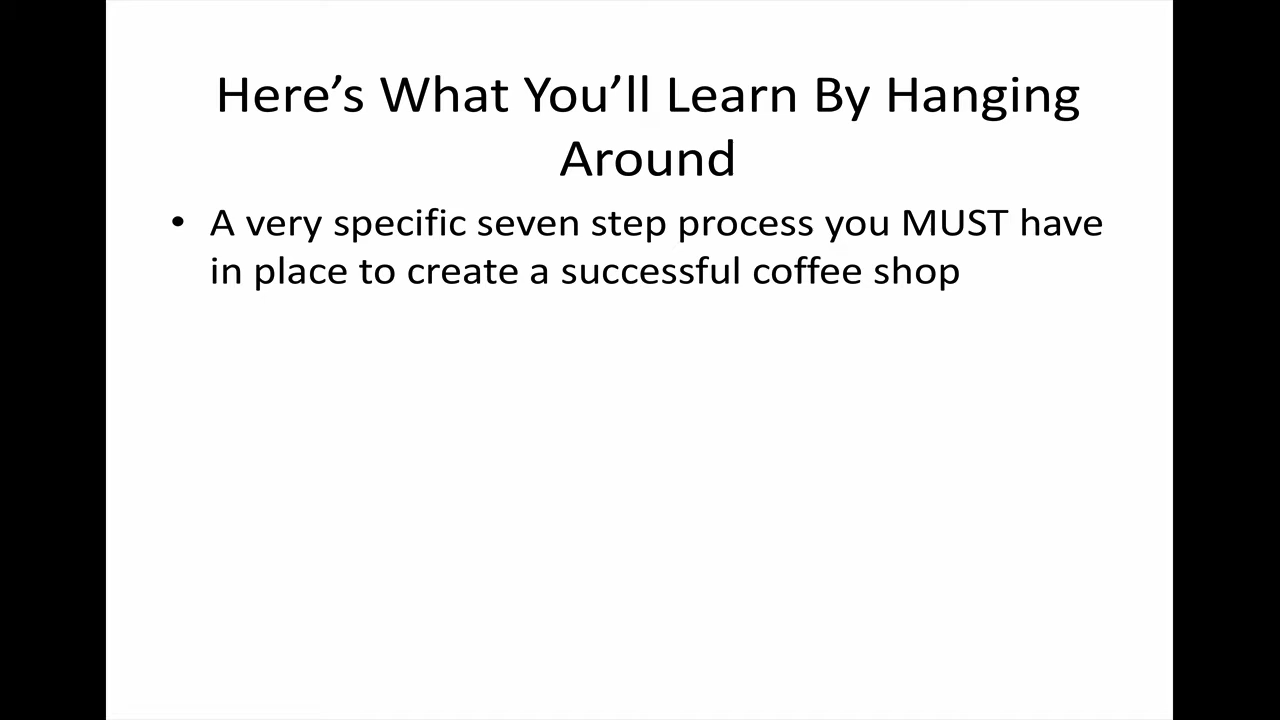 Here’s What You’ll Learn By Hanging
Around
• A very specific seven step process you MUST have
in place to create a successful coffee shop